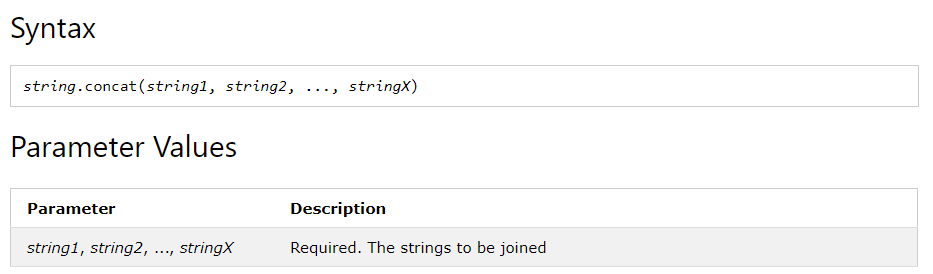 Syntax
string.concat(string1, string2, ..., stringX)
Parameter Values
Parameter Description
string1, string2, ..., stringX Required. The strings to be joined